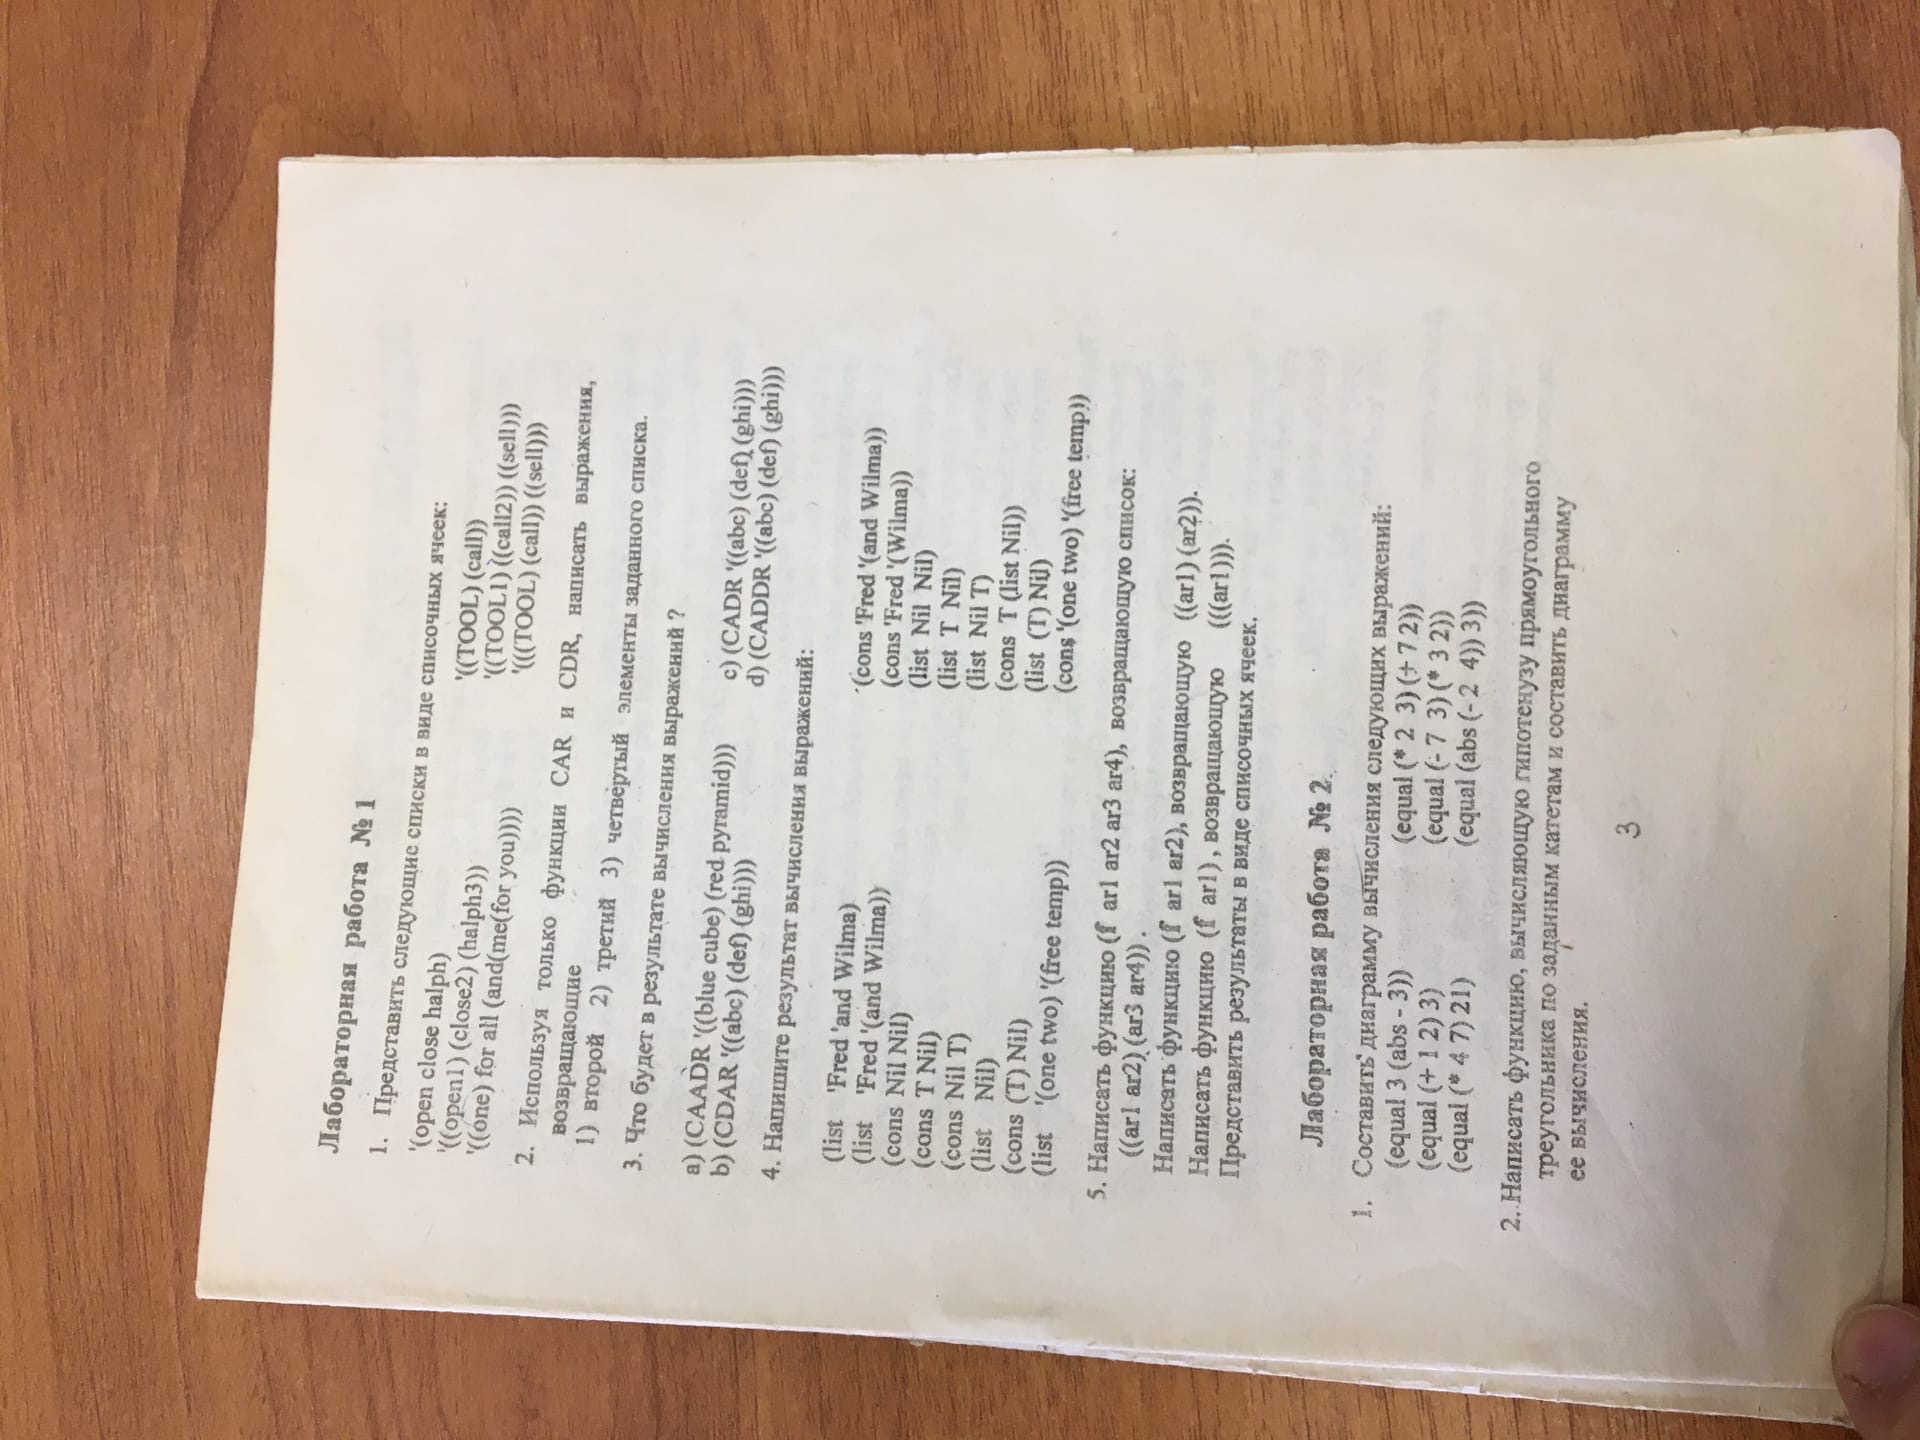 Лабораторная работа № 1
1. Представить следующие списки в виде списочных ячеек:
'(open close halph)
'((open1) (close2) (halph3))
'((one) for all (and(me(for you))))
'((TOOL) (call))
'((TOOL1) ((call2)) ((sell)))
'(((TOOL) (call)) ((sell)))
2. Используя только функции CAR и CDR, написать выражения,
возвращающие
1) второй 2) третий 3) четвертый элементы заданного списка.
3. Что будет в результате вычисления выражений ?
a) (CAADR '((blue cube) (red pyramid)))
b) (CDAR '((abc) (def) (ghi)))
c) (CADR '((abc) (def) (ghi)))
d) (CADDR '((abc) (def) (ghi)))
4. Напишите результат вычисления выражений:
(list 'Fred 'and Wilma)
(list 'Fred '(and Wilma))
(cons Nil Nil)
(cons T Nil)
(cons Nil T)
(list Nil)
(cons (T) Nil)
(list '(one two) '(free temp))
(cons 'Fred '(and Wilma))
(cons 'Fred '(Wilma))
(list Nil Nil)
(list T Nil)
(list Nil T)
(cons T (list Nil))
(list (T) Nil)
(cons '(one two) '(free temp))
5. Написать функцию (f ar1 ar2 ar3 ar4), возвращающую список:
((ar1 ar2) (ar3 ar4)) .
Написать функцию (f ar1 ar2), возвращающую ((ar1) (ar2)).
Написать функцию (f ar1) , возвращающую (((ar1))).
Представить результаты в виде списочных ячеек.
Лабораторная работа № 2.
1. Составить диаграмму вычисления следующих выражений:
(equal 3 (abs - 3))
(equal (+ 1 2) 3)
(equal (* 4 7) 21)
(equal (* 2 3) (+ 7 2))
(equal (- 7 3) (* 3 2))
(equal (abs (- 2 4)) 3))
2. Написать функцию, вычисляющую гипотенузу прямоугольного
треугольника по заданным катетам и составить диаграмму
ее вычисления.
3